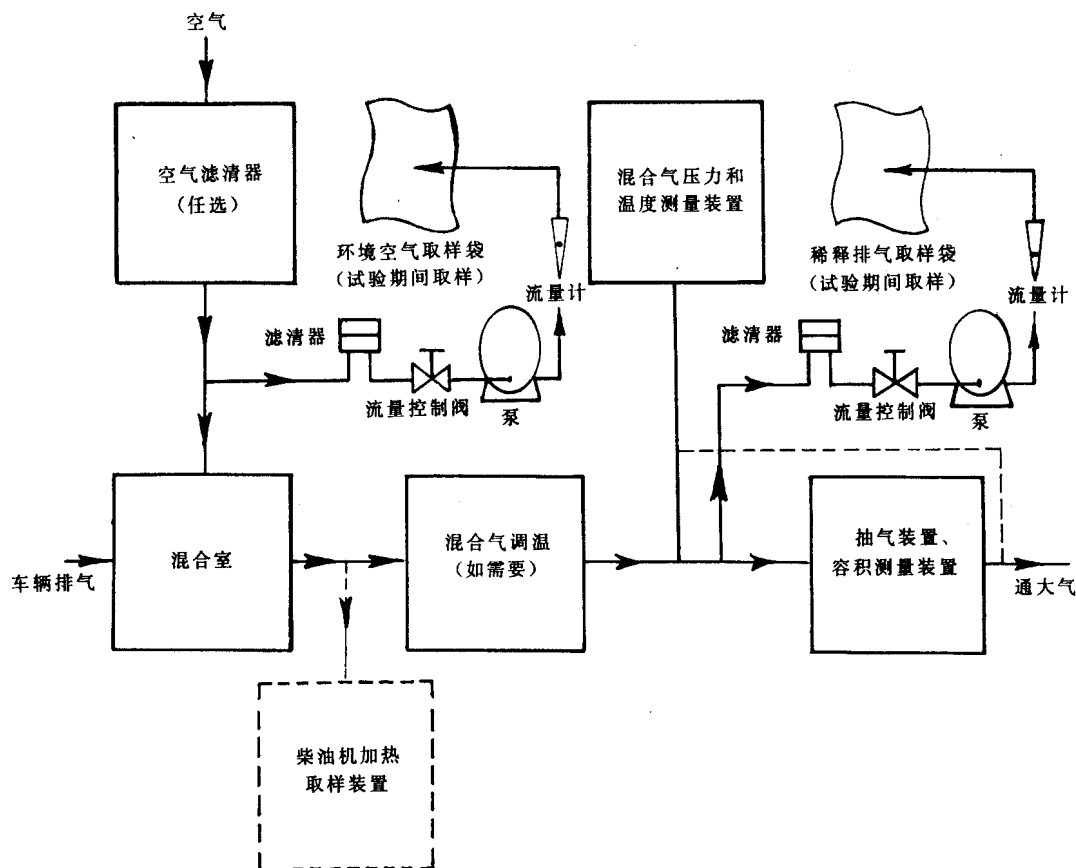 空气
空气滤清器
（任选）
环境空气取样袋
（试验期间取样）
流量计
滤清器
流量控制阀
泵
混合气压力和
温度测量装置
稀释排气取样袋
（试验期间取样）
流量计
滤清器
流量控制阀
泵
车辆排气
混合室
混合气调温
（如需要）
抽气装置、
容积测量装置
通大气
柴油机加热
取样装置